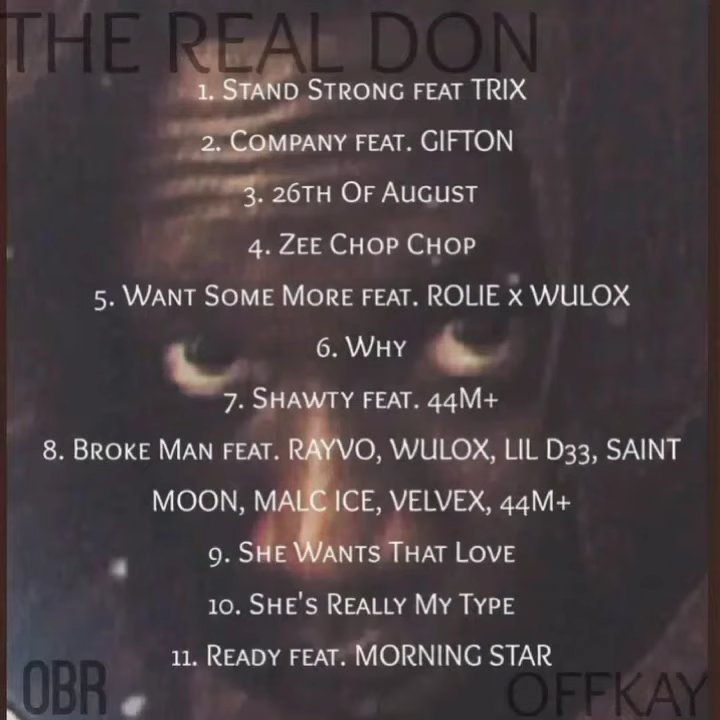 THE REAL DON
1. STAND STRONG FEAT TRIX
2. COMPANY FEAT. GIFTON
3. 26TH OF AUGUST
4. ZEE CHOP CHOP
5. WANT SOME MORE FEAT. ROLIE x WULOX
6. WHY
7. SHAWTY FEAT. 44M+
8. BROKE MAN FEAT. RAYVO, WULOX, LIL D33, SAINT
MOON, MALC ICE, VELVEX, 44M+
9. SHE WANTS THAT LOVE
10. SHE'S REALLY MY TYPE
11. READY FEAT. MORNING STAR
OBR
OFFKAY